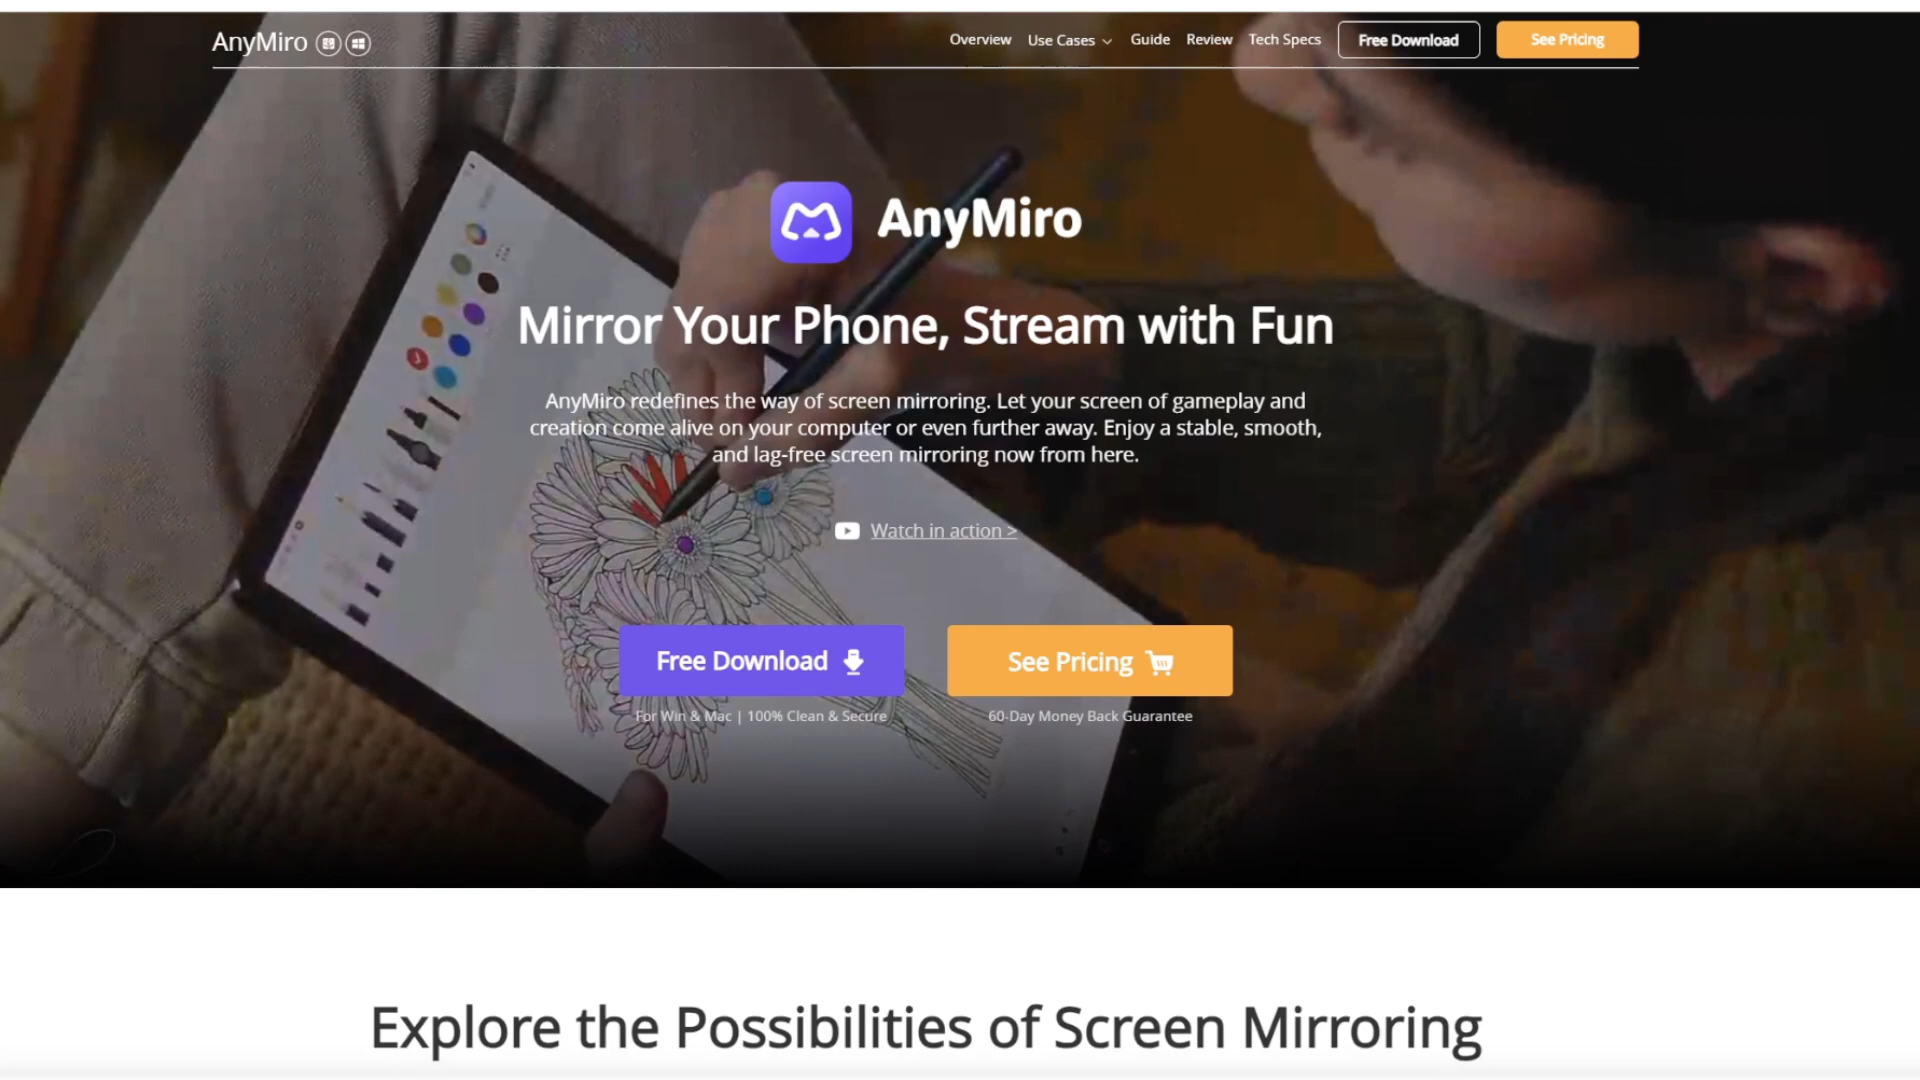 AnyMiro
Overview Use Cases Guide Review Tech Specs Free Download See Pricing
AnyMiro
Mirror Your Phone, Stream with Fun
AnyMiro redefines the way of screen mirroring. Let your screen of gameplay and
creation come alive on your computer or even further away. Enjoy a stable, smooth,
and lag-free screen mirroring now from here.
Watch in action >
Free Download See Pricing
For Win & Mac | 100% Clean & Secure 60-Day Money Back Guarantee
Explore the Possibilities of Screen Mirroring